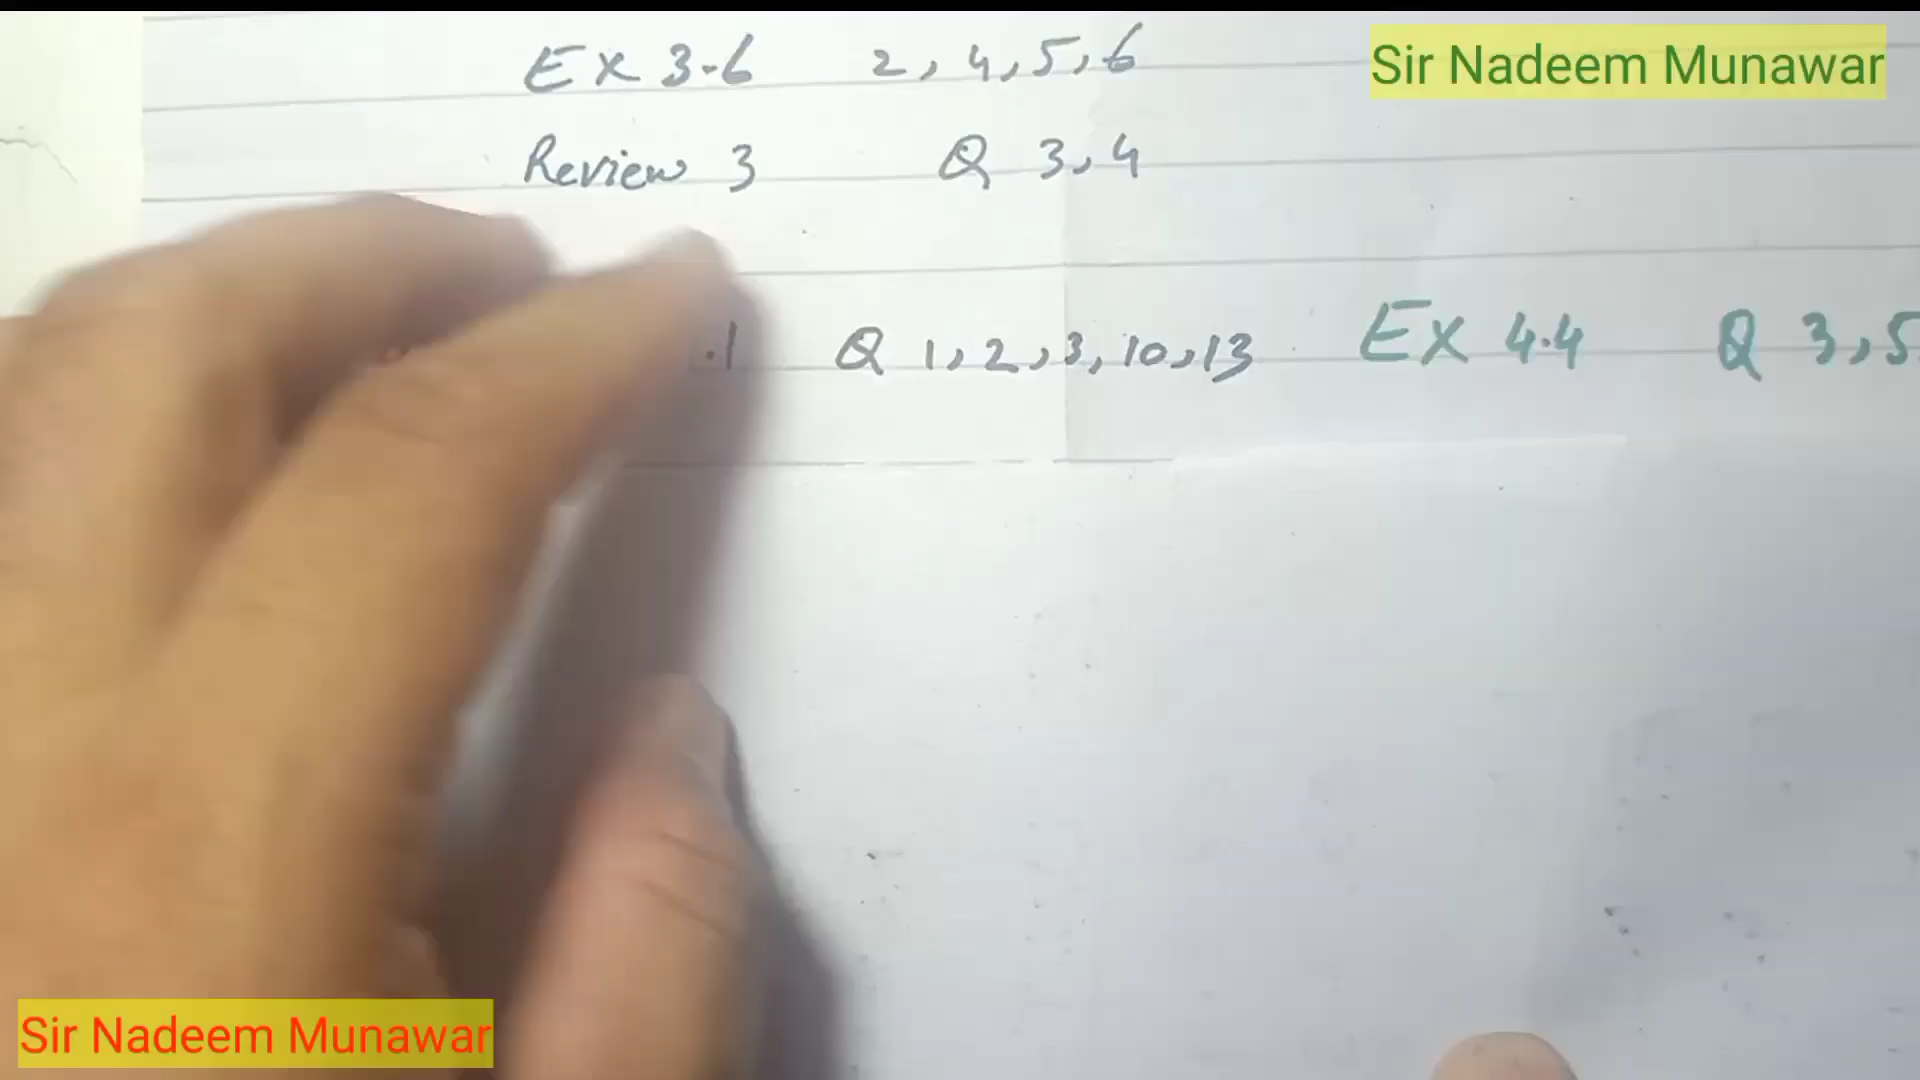 Ex 3.6 2, 4, 5, 6
Sir Nadeem Munawar
Review 3 Q 3, 4
.1 Q 1, 2, 3, 10, 13
Ex 4.4 Q 3, 5
Sir Nadeem Munawar